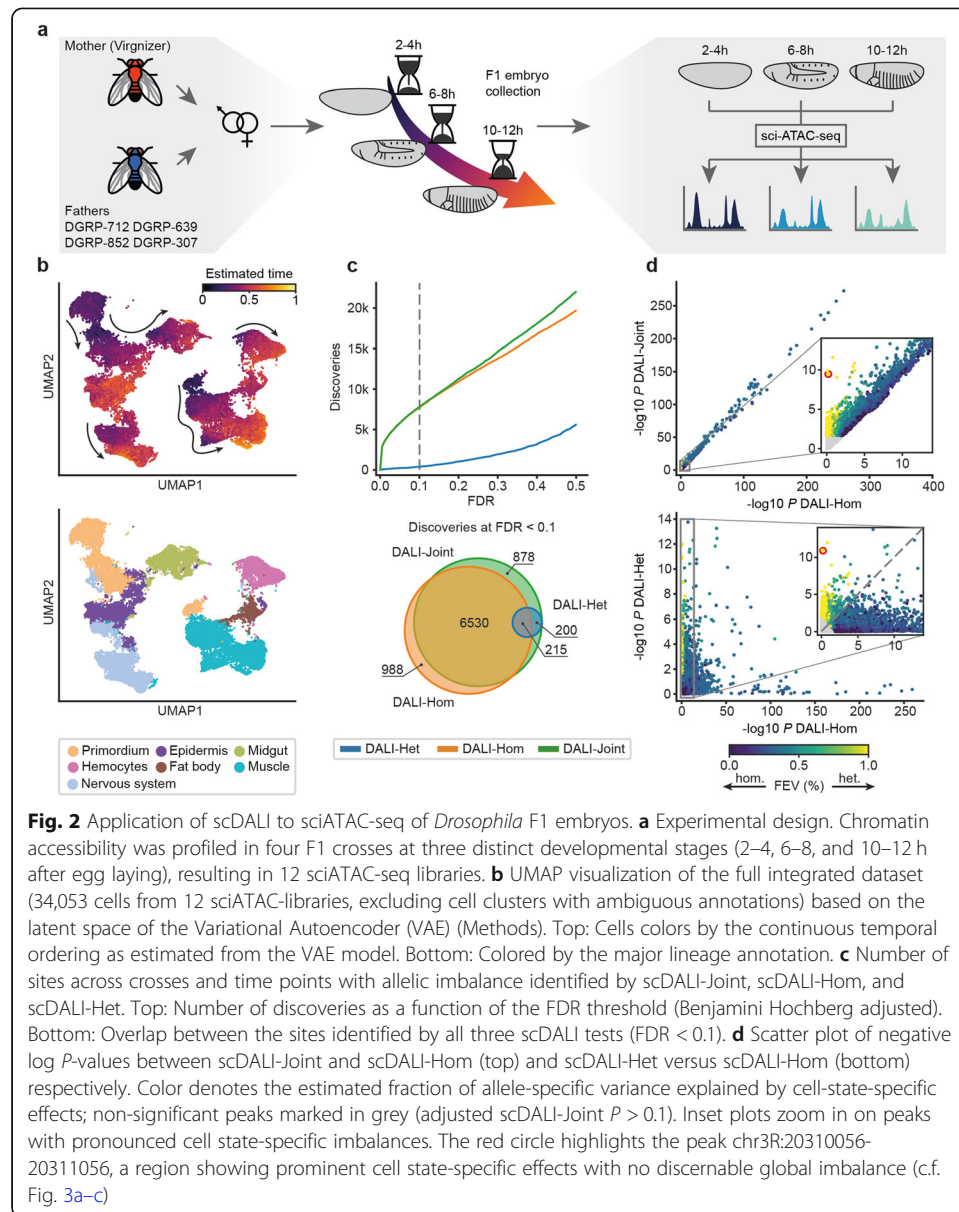 a
Mother (Virgnizer)
Fathers
DGRP-712 DGRP-639
DGRP-852 DGRP-307
2-4h
6-8h
10-12h
F1 embryo
collection
2-4h 6-8h 10-12h
sci-ATAC-seq
b
Estimated time
0 0.5 1
UMAP2
UMAP1
UMAP2
UMAP1
Primordium Epidermis Midgut
Hemocytes Fat body Muscle
Nervous system
c
20k
15k
10k
5k
0
Discoveries
0.0 0.1 0.2 0.3 0.4 0.5
FDR
Discoveries at FDR < 0.1
DALI-Joint
878
DALI-Het
6530
200
215
988
DALI-Hom
DALI-Het DALI-Hom DALI-Joint
d
250
200
150
100
50
0
-log10 P DALI-Joint
10
5
0
0 10
0 100 200 300 400
-log10 P DALI-Hom
14
12
10
8
6
4
2
0
-log10 P DALI-Het
10
5
0
0 10
0 50 100 150 200 250
-log10 P DALI-Hom
0.0 0.5 1.0
hom. FEV (%) het.
Fig. 2 Application of scDALI to sciATAC-seq of Drosophila F1 embryos. a Experimental design. Chromatin
accessibility was profiled in four F1 crosses at three distinct developmental stages (2–4, 6–8, and 10–12 h
after egg laying), resulting in 12 sciATAC-seq libraries. b UMAP visualization of the full integrated dataset
(34,053 cells from 12 sciATAC-libraries, excluding cell clusters with ambiguous annotations) based on the
latent space of the Variational Autoencoder (VAE) (Methods). Top: Cells colors by the continuous temporal
ordering as estimated from the VAE model. Bottom: Colored by the major lineage annotation. c Number of
sites across crosses and time points with allelic imbalance identified by scDALI-Joint, scDALI-Hom, and
scDALI-Het. Top: Number of discoveries as a function of the FDR threshold (Benjamini Hochberg adjusted).
Bottom: Overlap between the sites identified by all three scDALI tests (FDR < 0.1). d Scatter plot of negative
log P-values between scDALI-Joint and scDALI-Hom (top) and scDALI-Het versus scDALI-Hom (bottom)
respectively. Color denotes the estimated fraction of allele-specific variance explained by cell-state-specific
effects; non-significant peaks marked in grey (adjusted scDALI-Joint P > 0.1). Inset plots zoom in on peaks
with pronounced cell state-specific imbalances. The red circle highlights the peak chr3R:20310056-
20311056, a region showing prominent cell state-specific effects with no discernable global imbalance (c.f.
Fig. 3a–c)